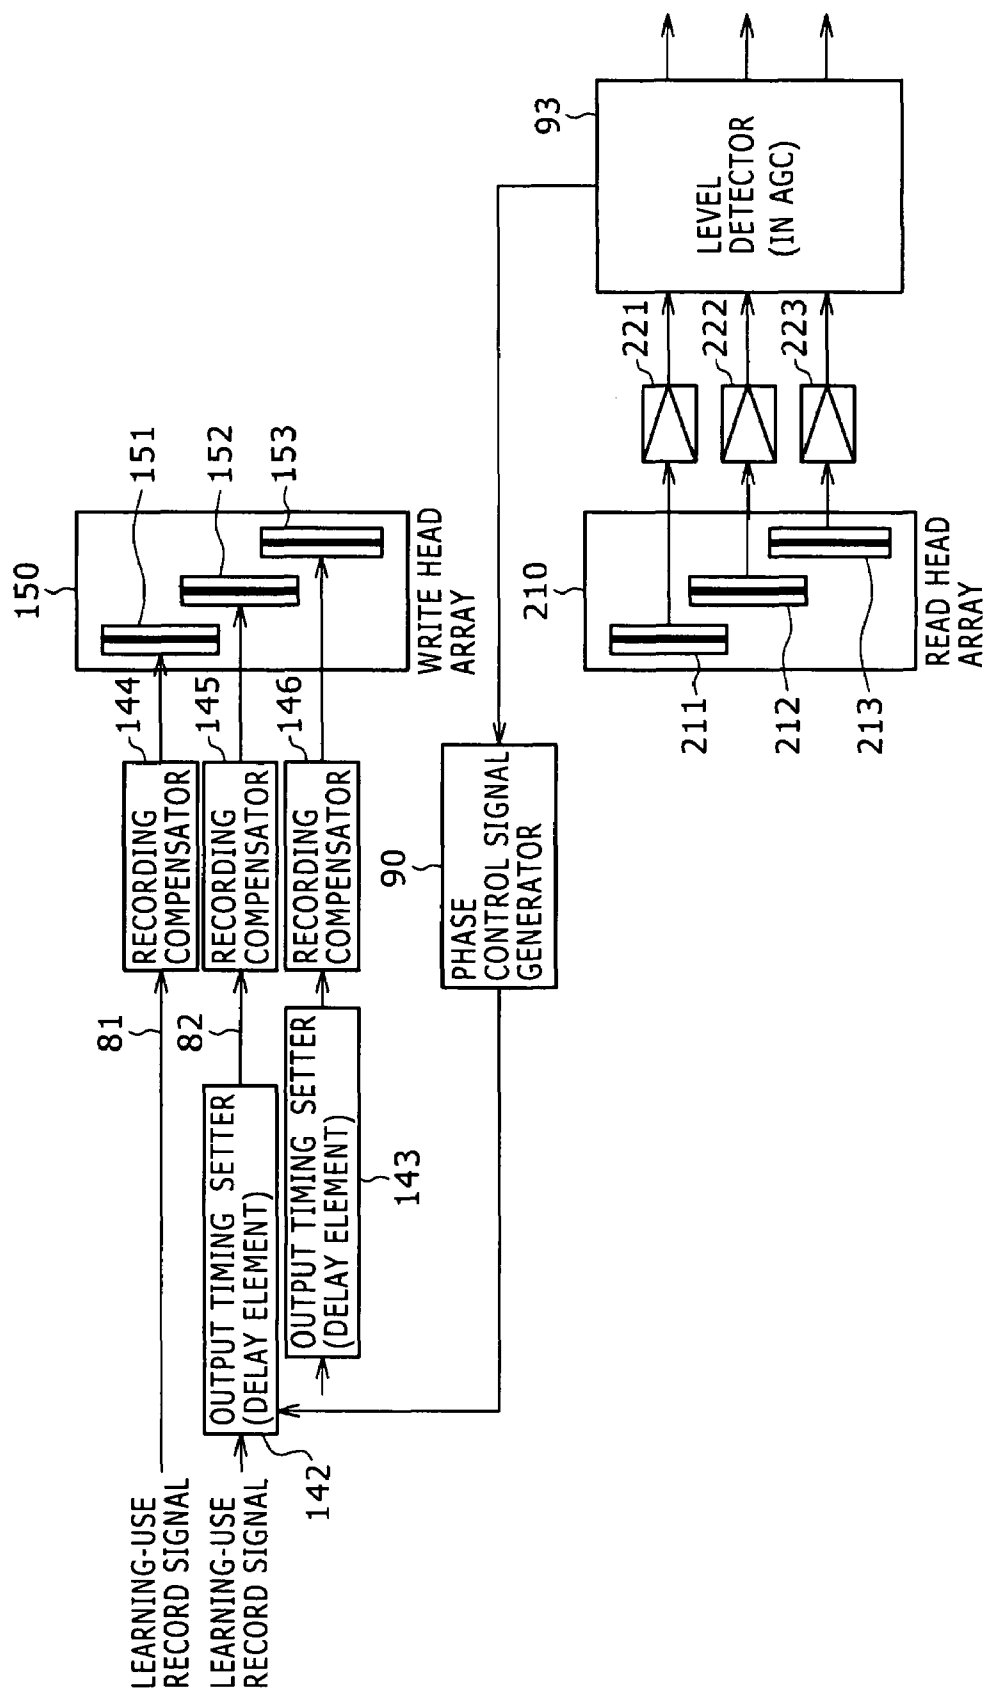 LEARNING-USE
RECORD SIGNAL
LEARNING-USE
RECORD SIGNAL
81
82
142
OUTPUT TIMING SETTER
(DELAY ELEMENT)
OUTPUT TIMING SETTER
(DELAY ELEMENT)
143
RECORDING
COMPENSATOR
144
RECORDING
COMPENSATOR
145
RECORDING
COMPENSATOR
146
150
151
152
153
WRITE HEAD
ARRAY
90
PHASE
CONTROL SIGNAL
GENERATOR
210
211
212
213
READ HEAD
ARRAY
221
222
223
93
LEVEL
DETECTOR
(IN AGC)